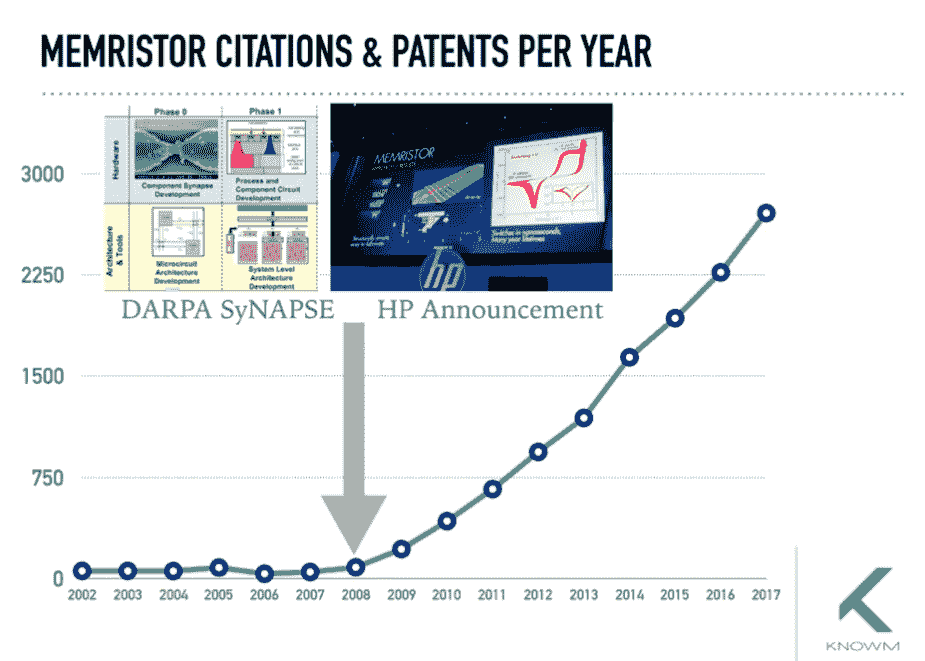 MEMRISTOR CITATIONS & PATENTS PER YEAR
Phase 0
Phase 1
Hardware
Component Synapse
Development
Process and
Component Circuit
Development
Architecture
& Tools
Microcircuit
Architecture
Development
System Level
Architecture
Development
MEMRISTOR
hp
DARPA SyNAPSE
HP Announcement
3000
2250
1500
750
0
2002 2003 2004 2005 2006 2007 2008 2009 2010 2011 2012 2013 2014 2015 2016 2017
KNOWM